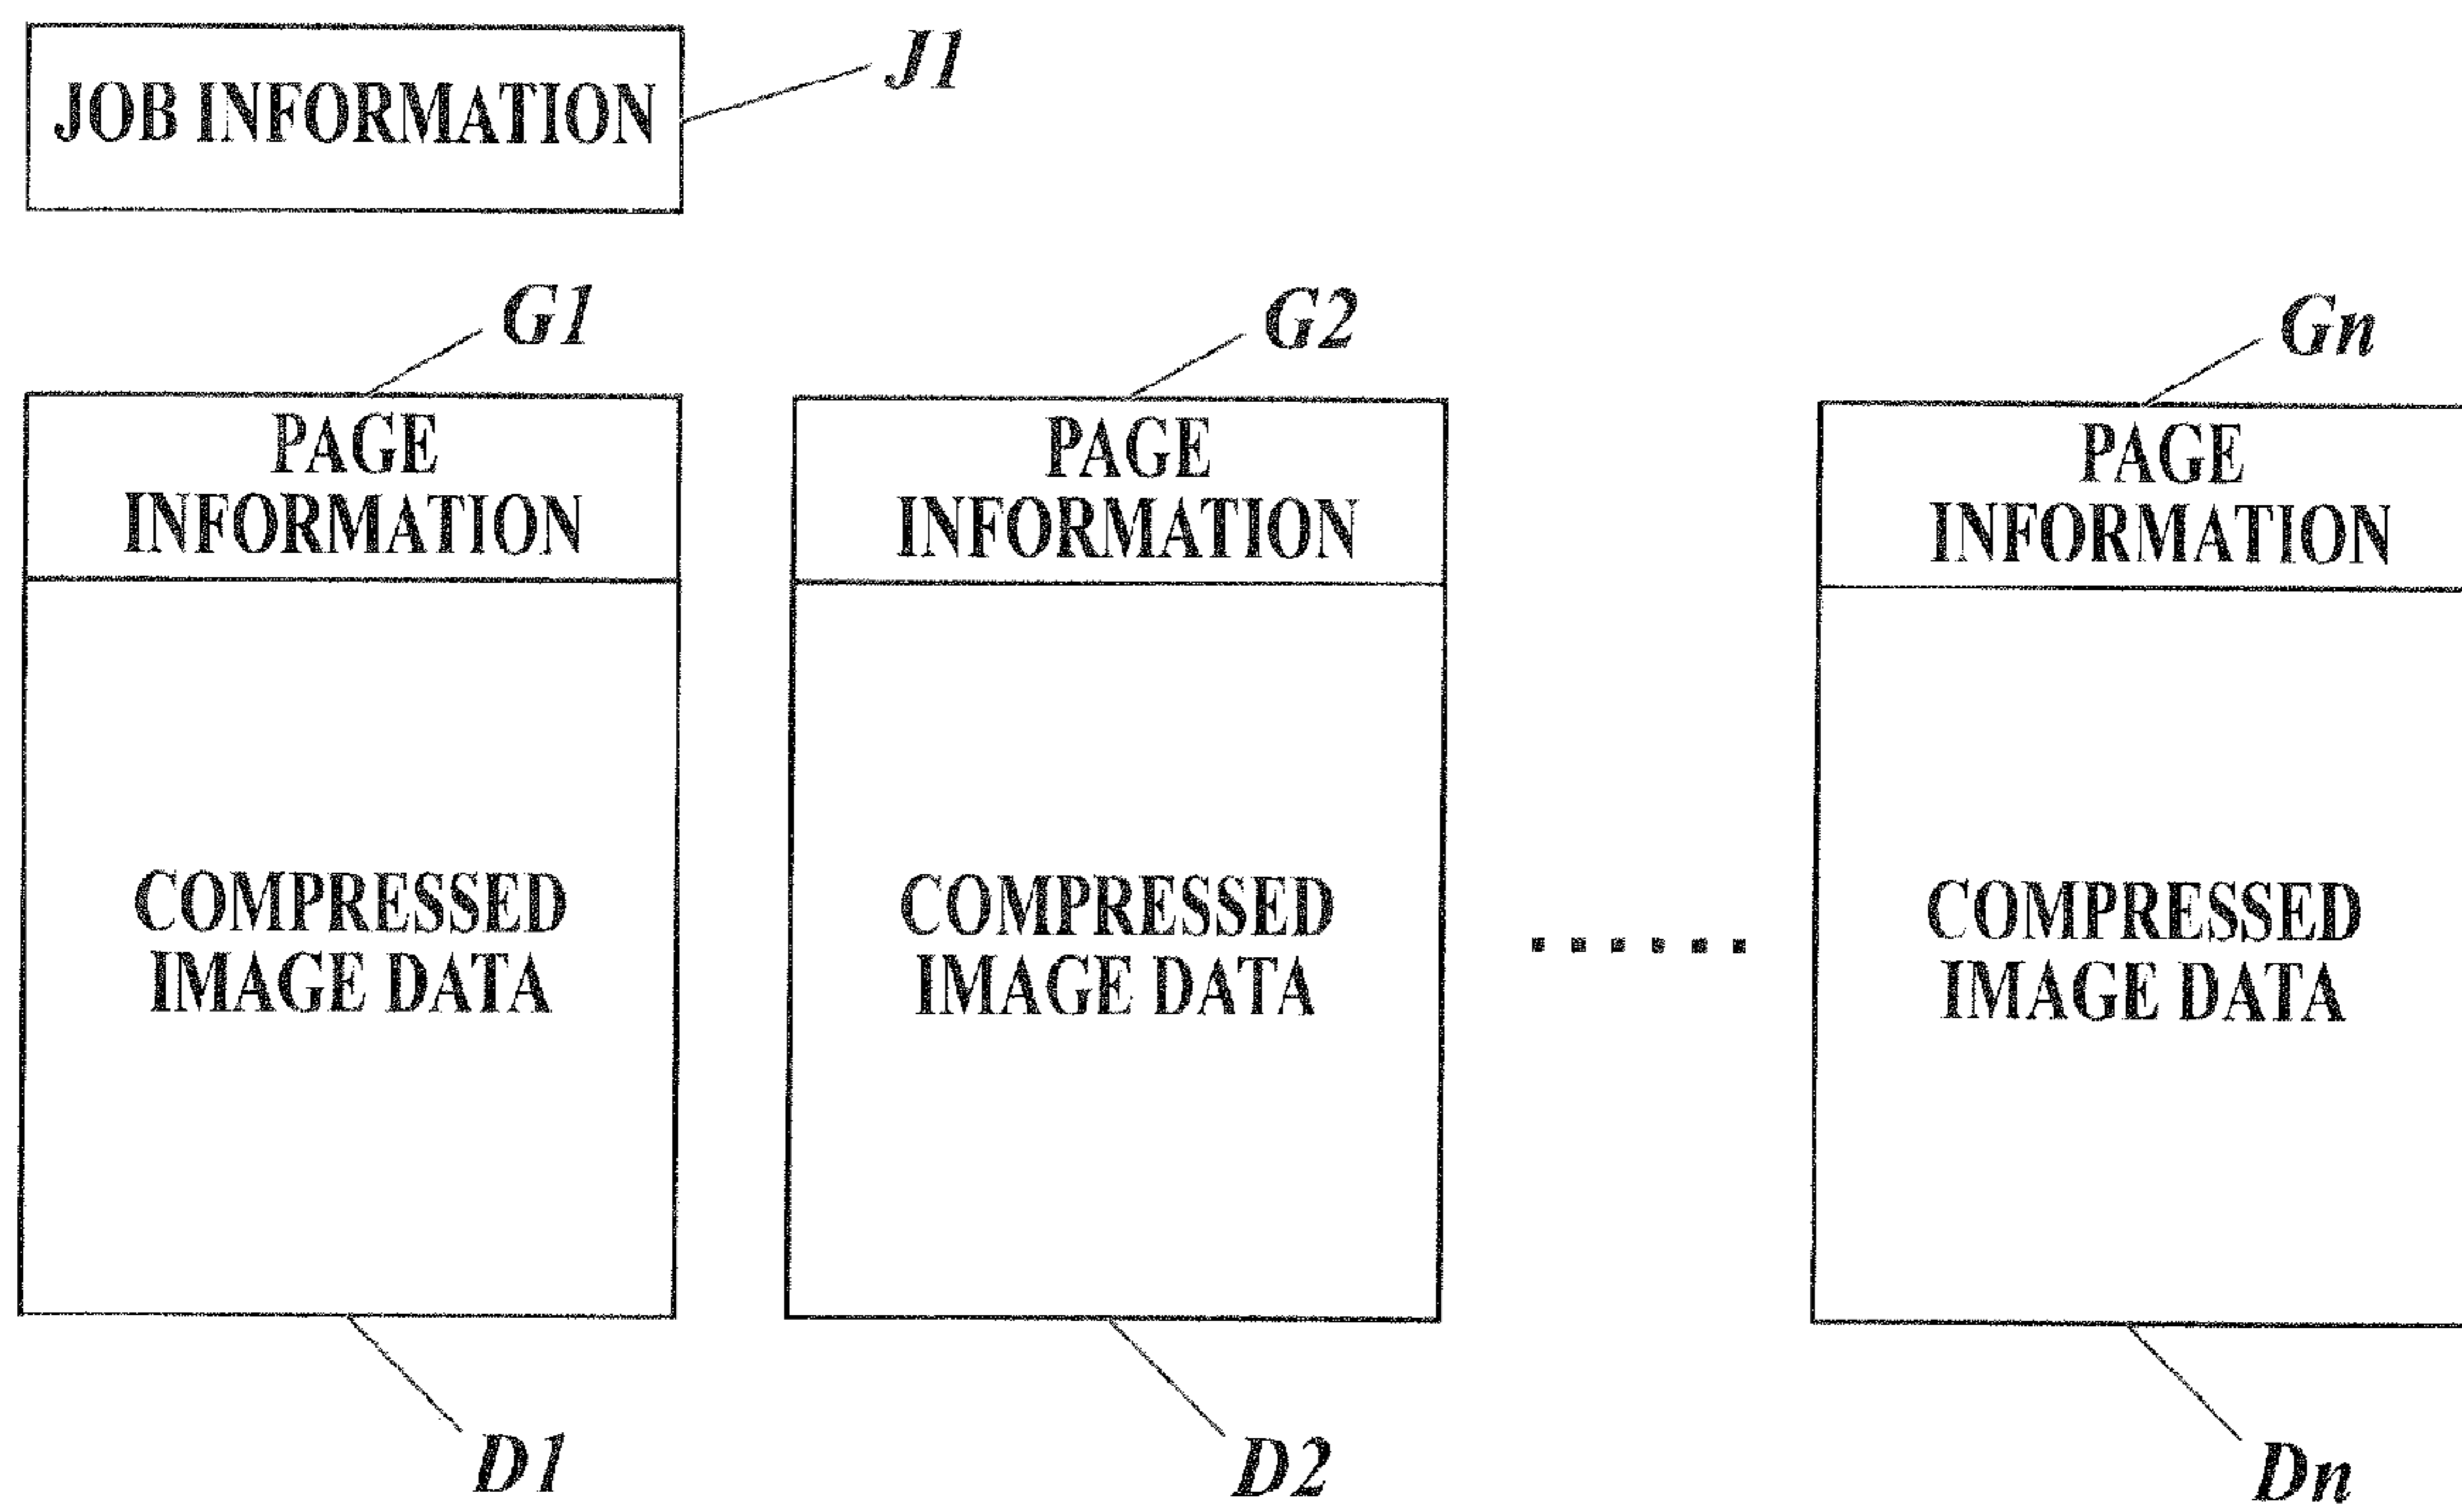 JOB INFORMATION
J1
G1
G2
Gn
PAGE
INFORMATION
PAGE
INFORMATION
PAGE
INFORMATION
COMPRESSED
IMAGE DATA
COMPRESSED
IMAGE DATA
......
COMPRESSED
IMAGE DATA
D1
D2
Dn